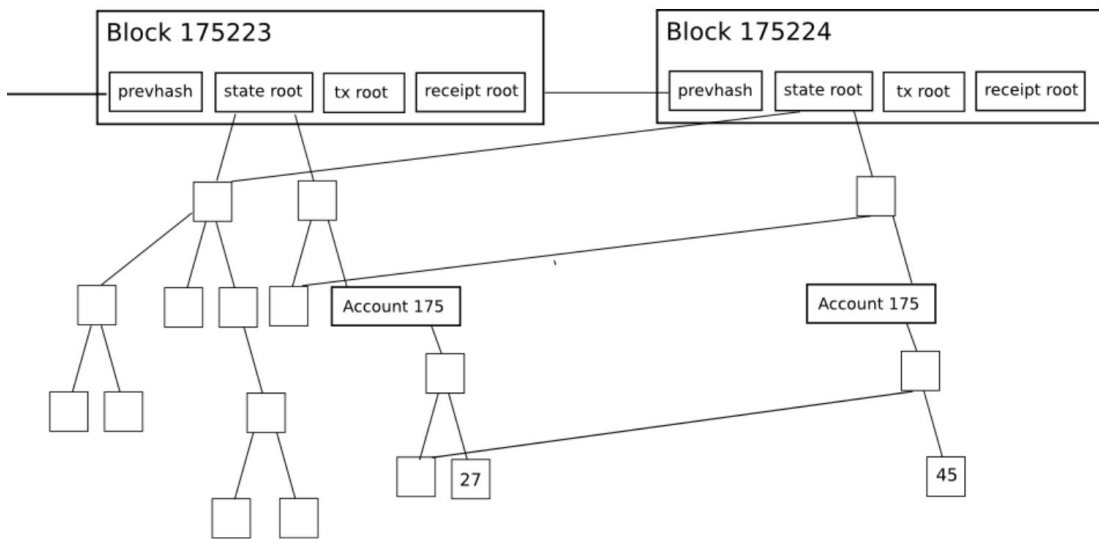 Block 175223
prevhash
state root
tx root
receipt root
Block 175224
prevhash
state root
tx root
receipt root
Account 175
27
Account 175
45